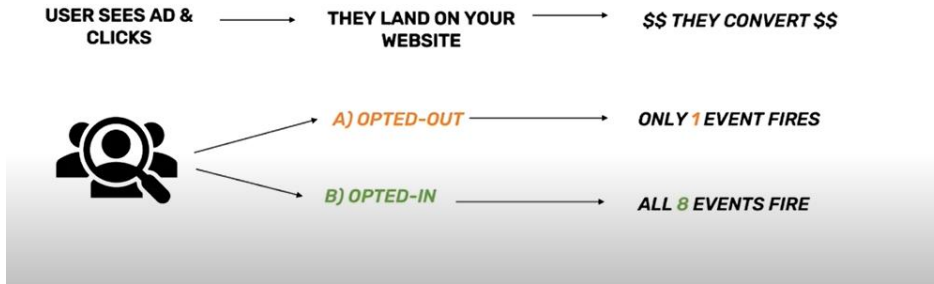 USER SEES AD &
CLICKS
THEY LAND ON YOUR
WEBSITE
$$ THEY CONVERT $$
A) OPTED-OUT
ONLY 1 EVENT FIRES
B) OPTED-IN
ALL 8 EVENTS FIRE